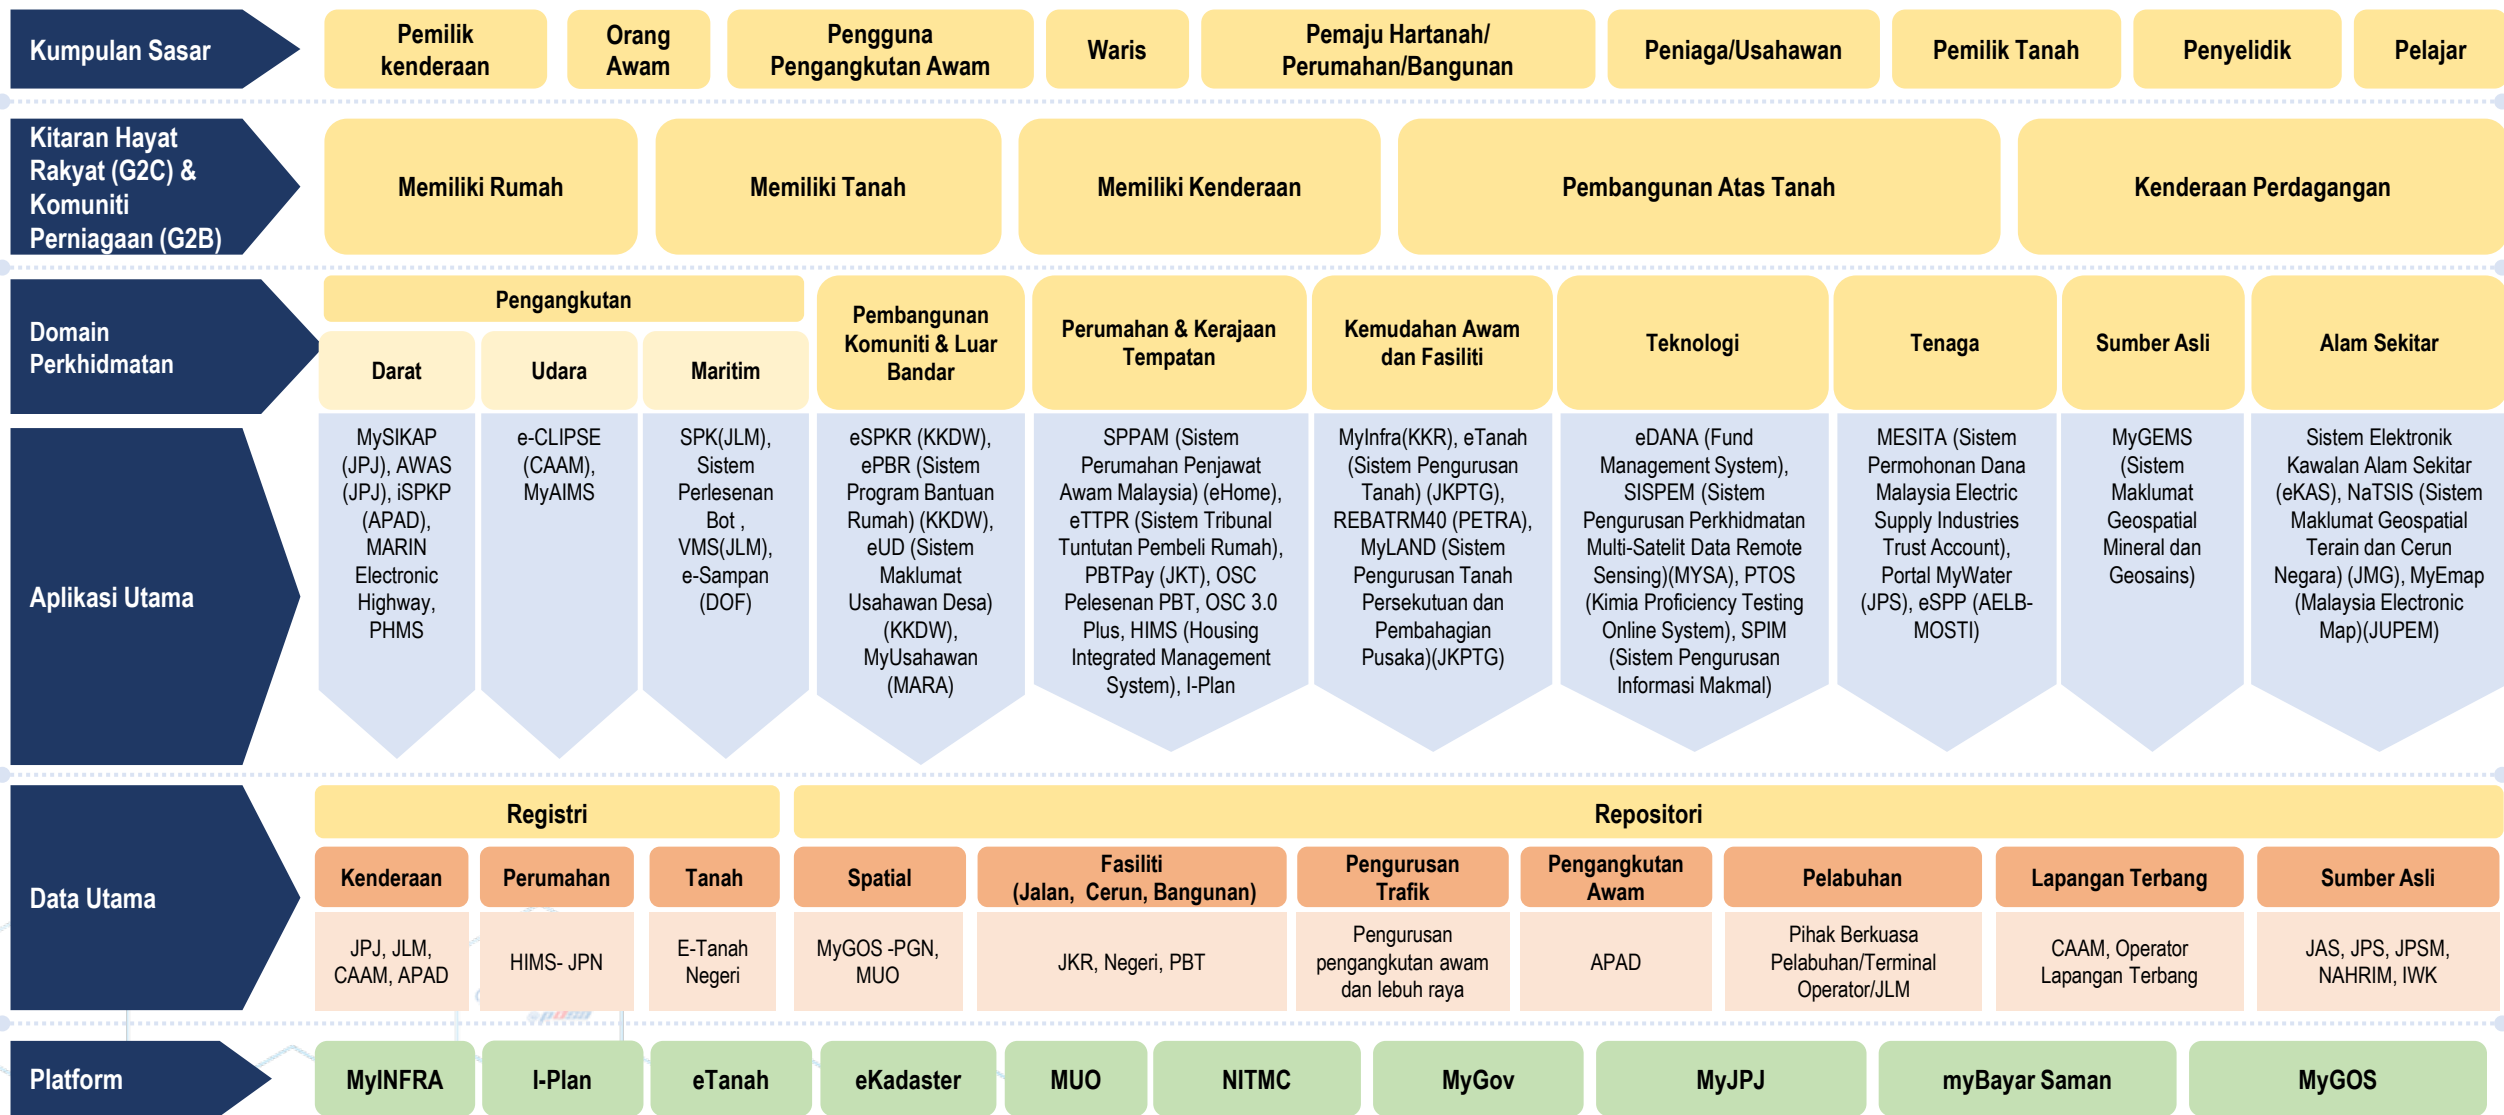 Kumpulan Sasar
Pemilik
kenderaan
Orang
Awam
Pengguna
Pengangkutan Awam
Waris
Pemaju Hartanah/
Perumahan/Bangunan
Peniaga/Usahawan
Pemilik Tanah
Penyelidik
Pelajar
Kitaran Hayat
Rakyat (G2C) &
Komuniti
Perniagaan (G2B)
Memiliki Rumah
Memiliki Tanah
Memiliki Kenderaan
Pembangunan Atas Tanah
Kenderaan Perdagangan
Domain
Perkhidmatan
Pengangkutan
Darat
Udara
Maritim
Pembangunan
Komuniti & Luar
Bandar
Perumahan & Kerajaan
Tempatan
Kemudahan Awam
dan Fasiliti
Teknologi
Tenaga
Sumber Asli
Alam Sekitar
Aplikasi Utama
MySIKAP
(JPJ), AWAS
(JPJ), iSPKP
(APAD),
MARIN
Electronic
Highway,
PHMS
e-CLIPSE
(CAAM),
MyAIMS
SPK(JLM),
Sistem
Perlesenan
Bot ,
VMS(JLM),
e-Sampan
(DOF)
eSPKR (KKDW),
ePBR (Sistem
Program Bantuan
Rumah) (KKDW),
eUD (Sistem
Maklumat
Usahawan Desa)
(KKDW),
MyUsahawan
(MARA)
SPPAM (Sistem
Perumahan Penjawat
Awam Malaysia) (eHome),
eTTPR (Sistem Tribunal
Tuntutan Pembeli Rumah),
PBTPay (JKT), OSC
Pelesenan PBT, OSC 3.0
Plus, HIMS (Housing
Integrated Management
System), I-Plan
MyInfra(KKR), eTanah
(Sistem Pengurusan
Tanah) (JKPTG),
REBATRM40 (PETRA),
MyLAND (Sistem
Pengurusan Tanah
Persekutuan dan
Pembahagian
Pusaka)(JKPTG)
eDANA (Fund
Management System),
SISPEM (Sistem
Pengurusan Perkhidmatan
Multi-Satelit Data Remote
Sensing)(MYSA), PTOS
(Kimia Proficiency Testing
Online System), SPIM
(Sistem Pengurusan
Informasi Makmal)
MESITA (Sistem
Permohonan Dana
Malaysia Electric
Supply Industries
Trust Account),
Portal MyWater
(JPS), eSPP (AELB-
MOSTI)
MyGEMS
(Sistem
Maklumat
Geospatial
Mineral dan
Geosains)
Sistem Elektronik
Kawalan Alam Sekitar
(eKAS), NaTSIS (Sistem
Maklumat Geospatial
Terain dan Cerun
Negara) (JMG), MyEmap
(Malaysia Electronic
Map)(JUPEM)
Data Utama
Registri
Repositori
Kenderaan
Perumahan
Tanah
Spatial
Fasiliti
(Jalan, Cerun, Bangunan)
Pengurusan
Trafik
Pengangkutan
Awam
Pelabuhan
Lapangan Terbang
Sumber Asli
JPJ, JLM,
CAAM, APAD
HIMS- JPN
E-Tanah
Negeri
MyGOS -PGN,
MUO
JKR, Negeri, PBT
Pengurusan
pengangkutan awam
dan lebuh raya
APAD
Pihak Berkuasa
Pelabuhan/Terminal
Operator/JLM
CAAM, Operator
Lapangan Terbang
JAS, JPS, JPSM,
NAHRIM, IWK
Platform
MyINFRA
I-Plan
eTanah
eKadaster
MUO
NITMC
MyGov
MyJPJ
myBayar Saman
MyGOS